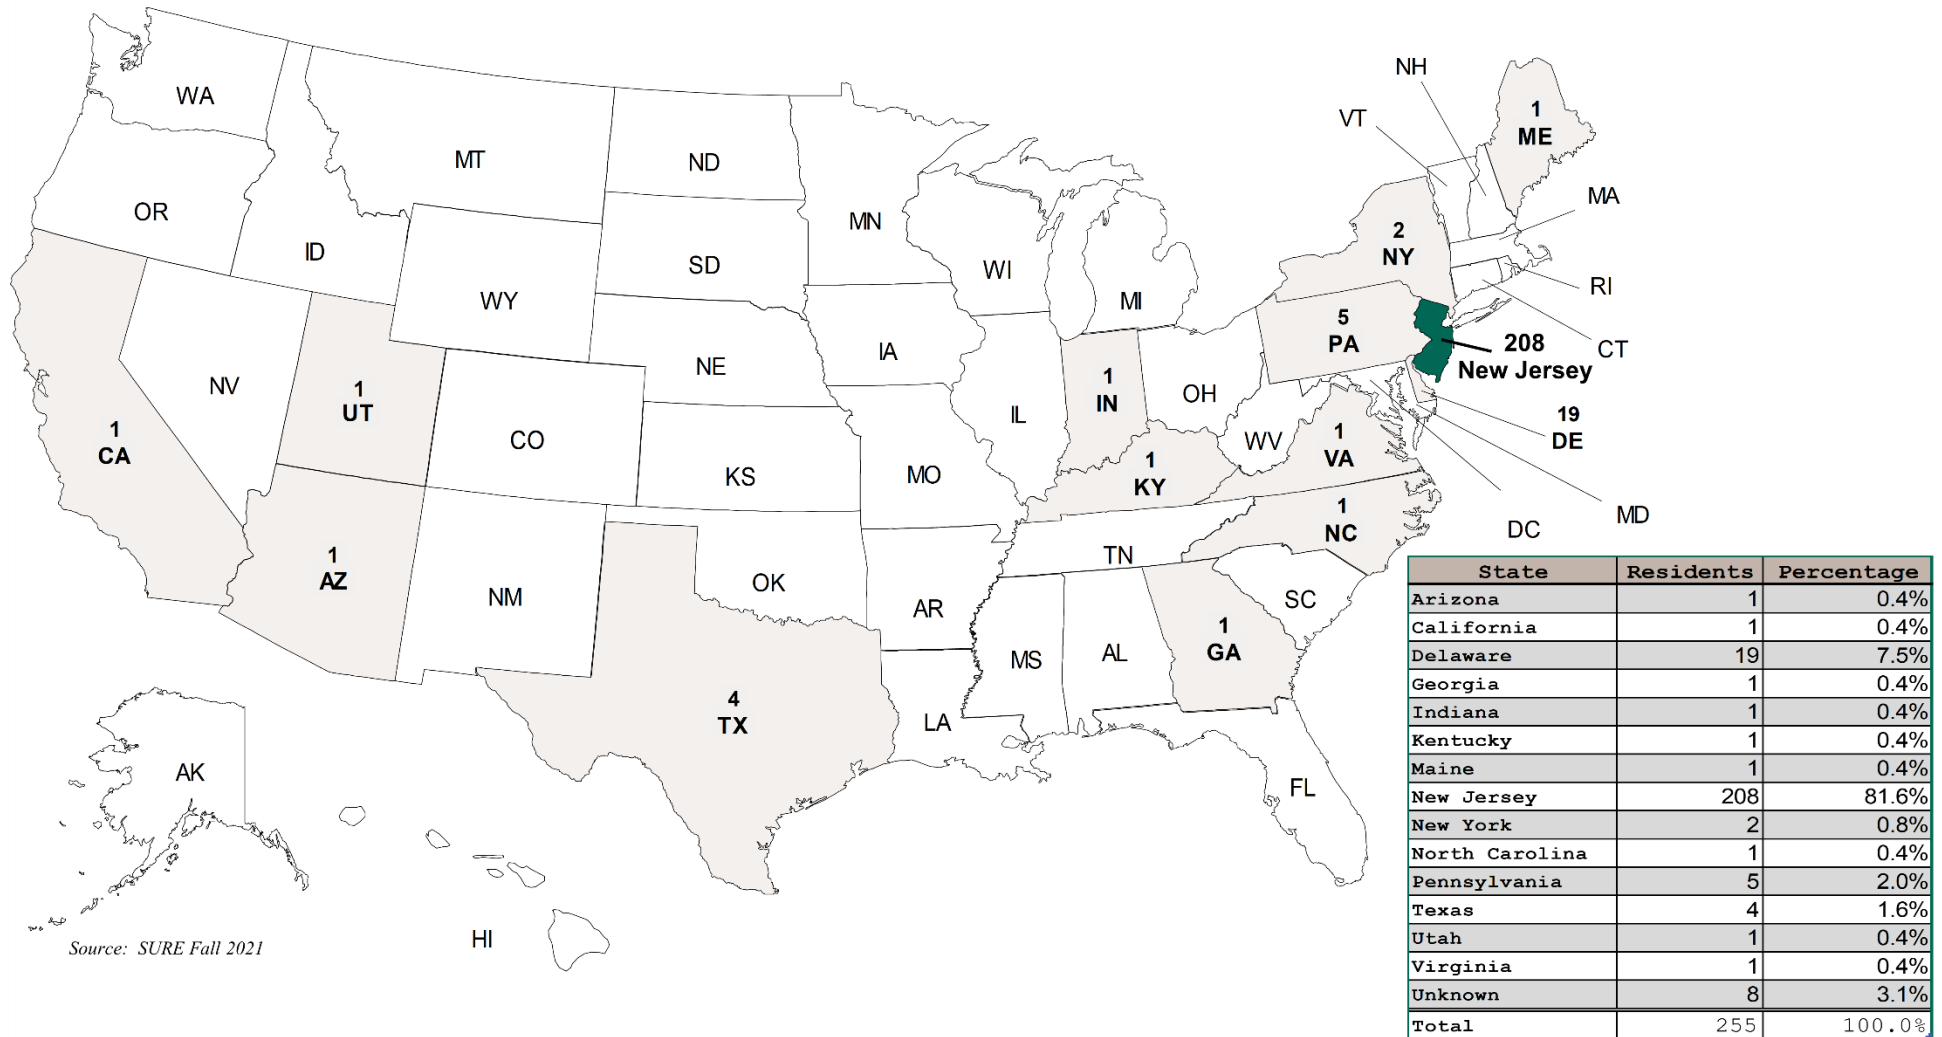 NH
VT
1
ME
WA
MT
ND
MA
OR
MN
2
NY
ID
SD
WI
RI
WY
MI
5
PA
208
New Jersey
CT
IA
NE
NV
1
UT
1
IN
OH
19
DE
IL
1
CA
CO
WV
1
VA
KS
MO
1
KY
MD
1
NC
DC
1
AZ
TN
OK
NM
AR
SC
1
GA
MS
AL
4
TX
LA
AK
FL
HI
Source: SURE Fall 2021
State Residents Percentage
Arizona 1 0.4%
California 1 0.4%
Delaware 19 7.5%
Georgia 1 0.4%
Indiana 1 0.4%
Kentucky 1 0.4%
Maine 1 0.4%
New Jersey 208 81.6%
New York 2 0.8%
North Carolina 1 0.4%
Pennsylvania 5 2.0%
Texas 4 1.6%
Utah 1 0.4%
Virginia 1 0.4%
Unknown 8 3.1%
Total 255 100.0%